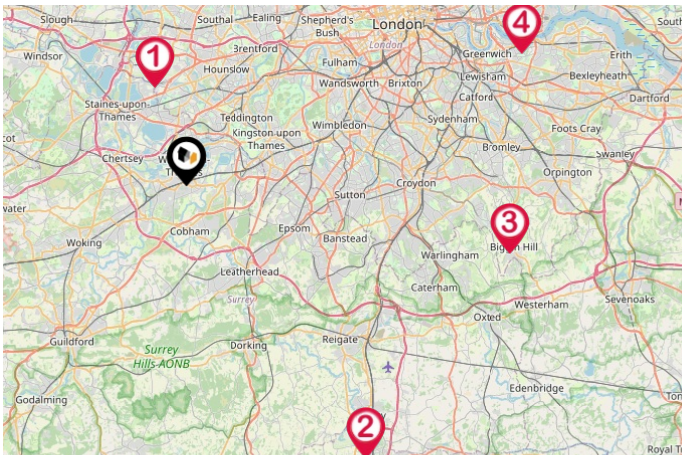 Slough
Southal
Ealing
Shepherd's
Bush
London
4
South
Windsor
1
Brentford
London
Greenwich
Erith
Hounslow
Fulham
Lewisham
Bexleyheath
Wandsworth
Brixton
Staines-upon-
Thames
Catford
Dartford
Teddington
Wimbledon
Sydenham
Foots Cray
Kingston upon
Thames
Chertsey
Bromley
Swanley
Croydon
Orpington
Sutton
3
Cobham
Epsom
Banstead
Woking
Warlingham
Hill
Leatherhead
Surrey
Caterham
Westerham
Sevenoaks
Oxted
Guildford
Dorking
Reigate
Surrey
Hills AONB
Edenbridge
Godalming
2
Royal T